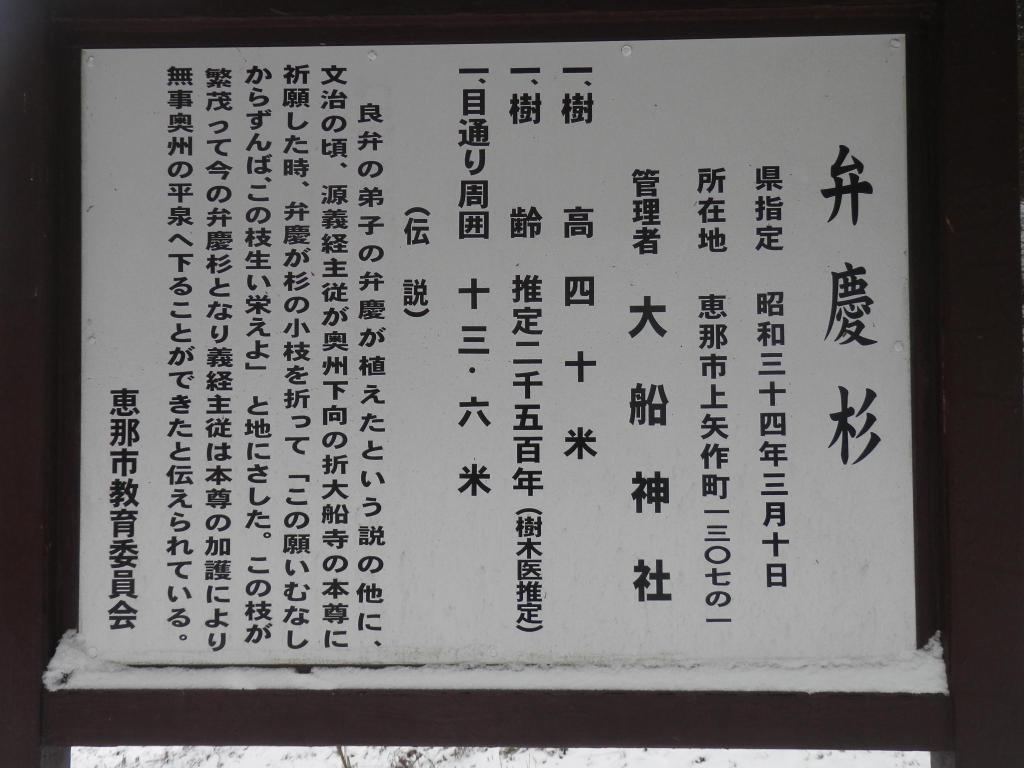 弁慶杉
県指定 昭和三十四年三月十日
所在地 恵那市上矢作町一三〇七の一
管理者 大船神社
一、樹高 四十米
一、樹齢 推定二千五百年(樹木医推定)
一、目通り周囲 十三・六米
(伝説)
良弁の弟子の弁慶が植えたという説の他に、
文治の頃、源義経主従が奥州下向の折大船寺の本尊に
祈願した時、弁慶が杉の小枝を折って「この願いむなし
からずんば、この枝生い栄えよ」と地にさした。この枝が
繁茂って今の弁慶杉となり義経主従は本尊の加護により
無事奥州の平泉へ下ることができたと伝えられている。
恵那市教育委員会